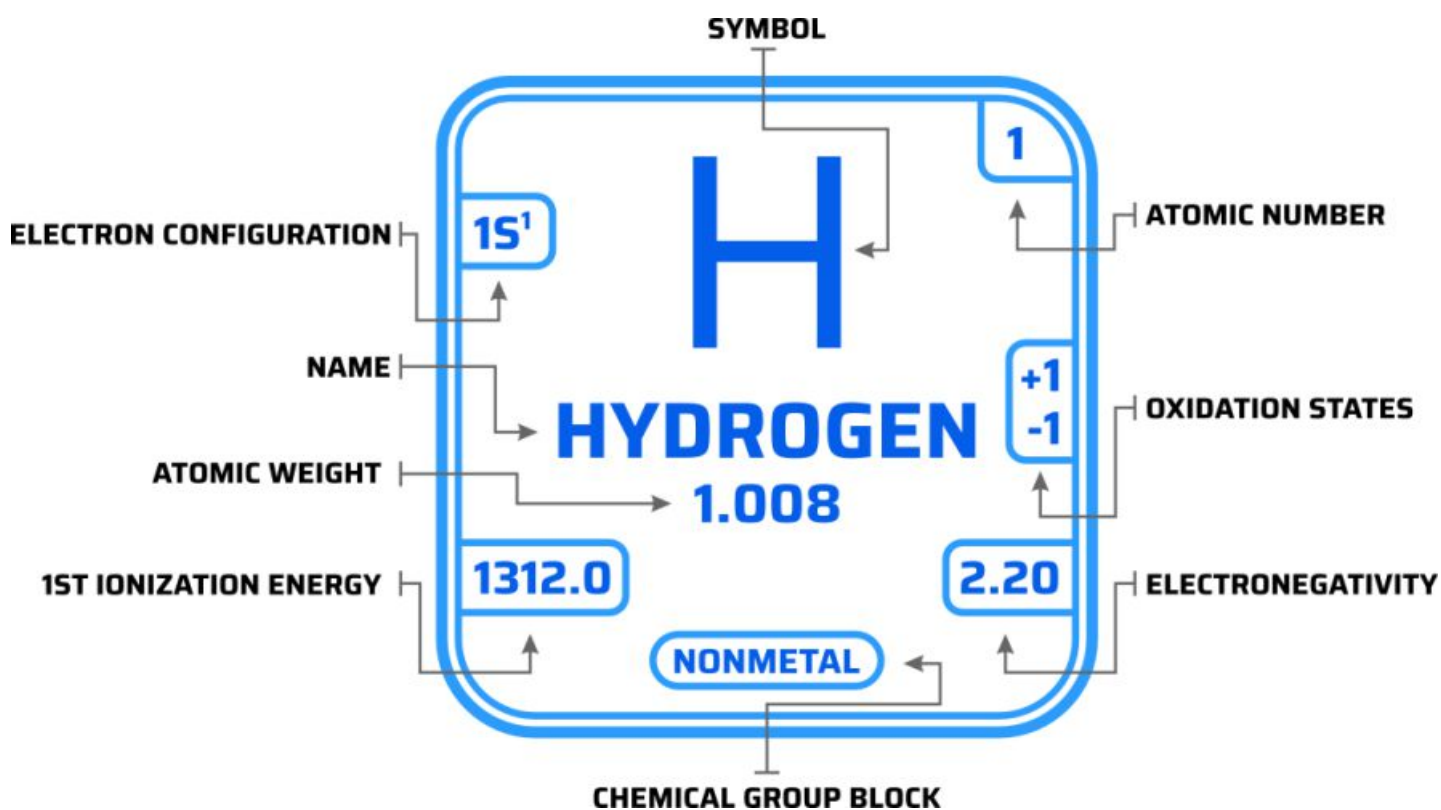 SYMBOL
H
1
ATOMIC NUMBER
ELECTRON CONFIGURATION
1S¹
NAME
HYDROGEN
+1
-1
OXIDATION STATES
ATOMIC WEIGHT
1.008
1ST IONIZATION ENERGY
1312.0
2.20
ELECTRONEGATIVITY
NONMETAL
CHEMICAL GROUP BLOCK